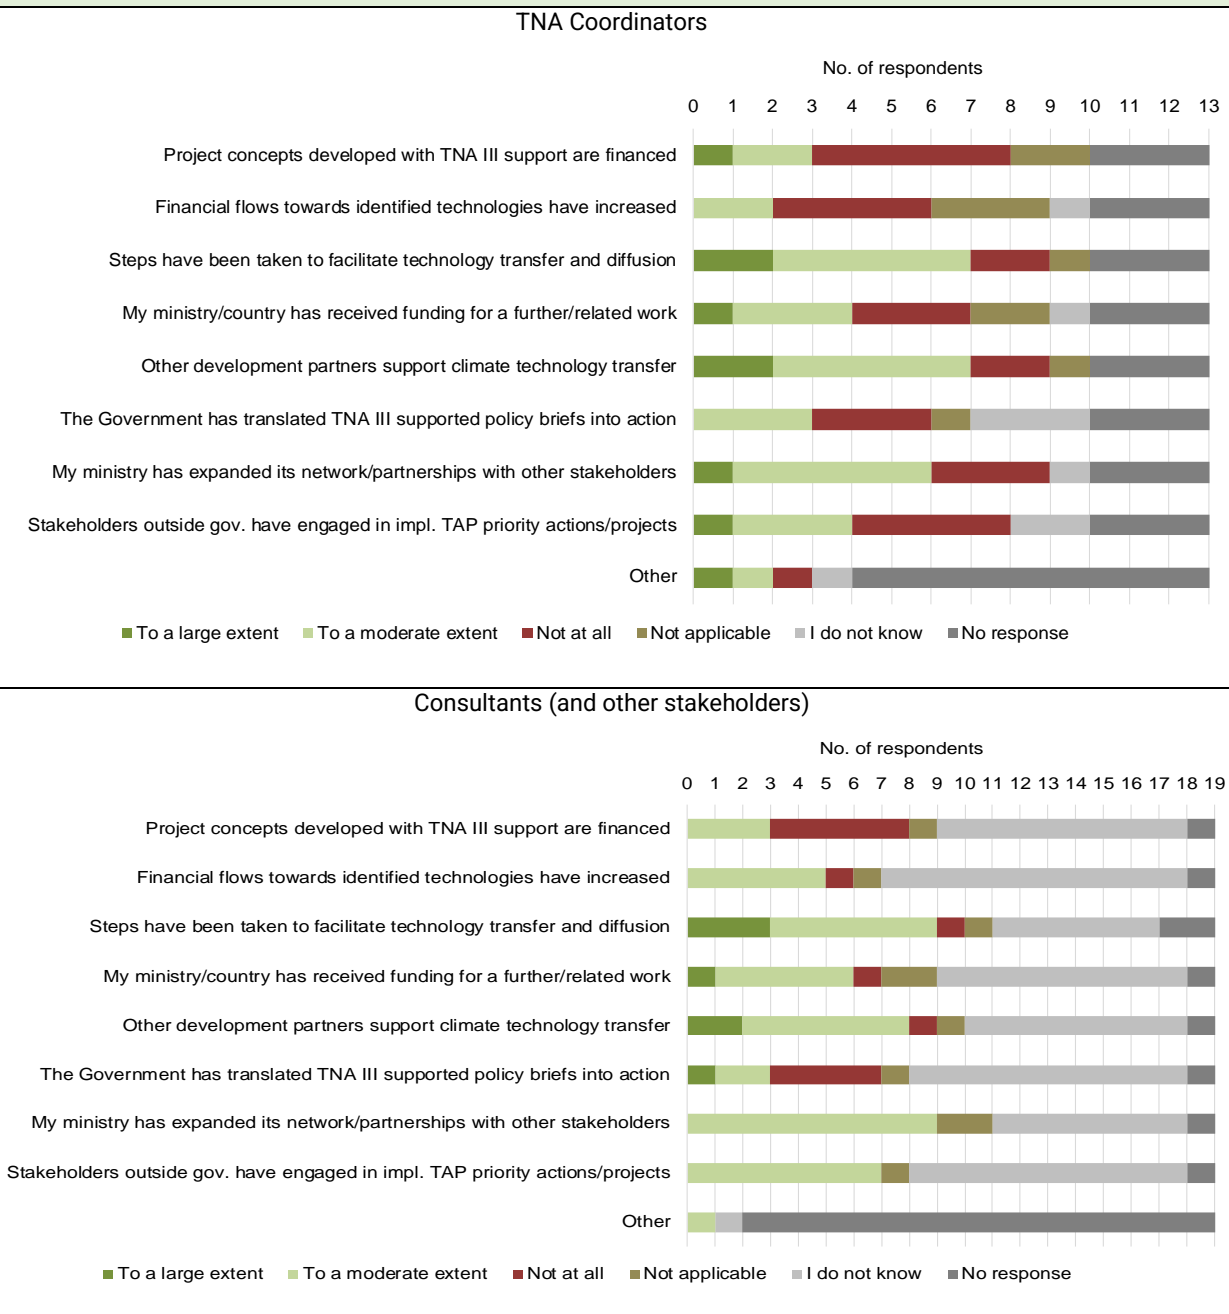 TNA Coordinators
No. of respondents
0 1 2 3 4 5 6 7 8 9 10 11 12 13
Project concepts developed with TNA III support are financed
Financial flows towards identified technologies have increased
Steps have been taken to facilitate technology transfer and diffusion
My ministry/country has received funding for a further/related work
Other development partners support climate technology transfer
The Government has translated TNA III supported policy briefs into action
My ministry has expanded its network/partnerships with other stakeholders
Stakeholders outside gov. have engaged in impl. TAP priority actions/projects
Other
To a large extent To a moderate extent Not at all Not applicable I do not know No response
Consultants (and other stakeholders)
No. of respondents
0 1 2 3 4 5 6 7 8 9 10 11 12 13 14 15 16 17 18 19
Project concepts developed with TNA III support are financed
Financial flows towards identified technologies have increased
Steps have been taken to facilitate technology transfer and diffusion
My ministry/country has received funding for a further/related work
Other development partners support climate technology transfer
The Government has translated TNA III supported policy briefs into action
My ministry has expanded its network/partnerships with other stakeholders
Stakeholders outside gov. have engaged in impl. TAP priority actions/projects
Other
To a large extent To a moderate extent Not at all Not applicable I do not know No response